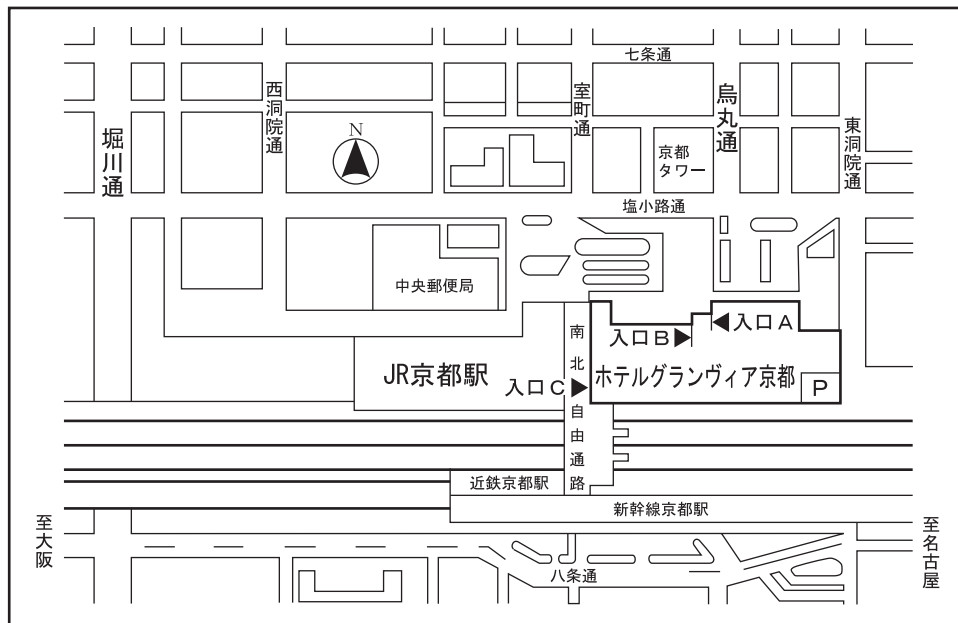 七条通
西洞院通
室町通
烏丸通
堀川通
東洞院通
N
京都
タワー
塩小路通
中央郵便局
入口A
入口B
南北自由通路
JR京都駅
ホテルグランヴィア京都
入口C
P
近鉄京都駅
新幹線京都駅
至大阪
至名古屋
八条通